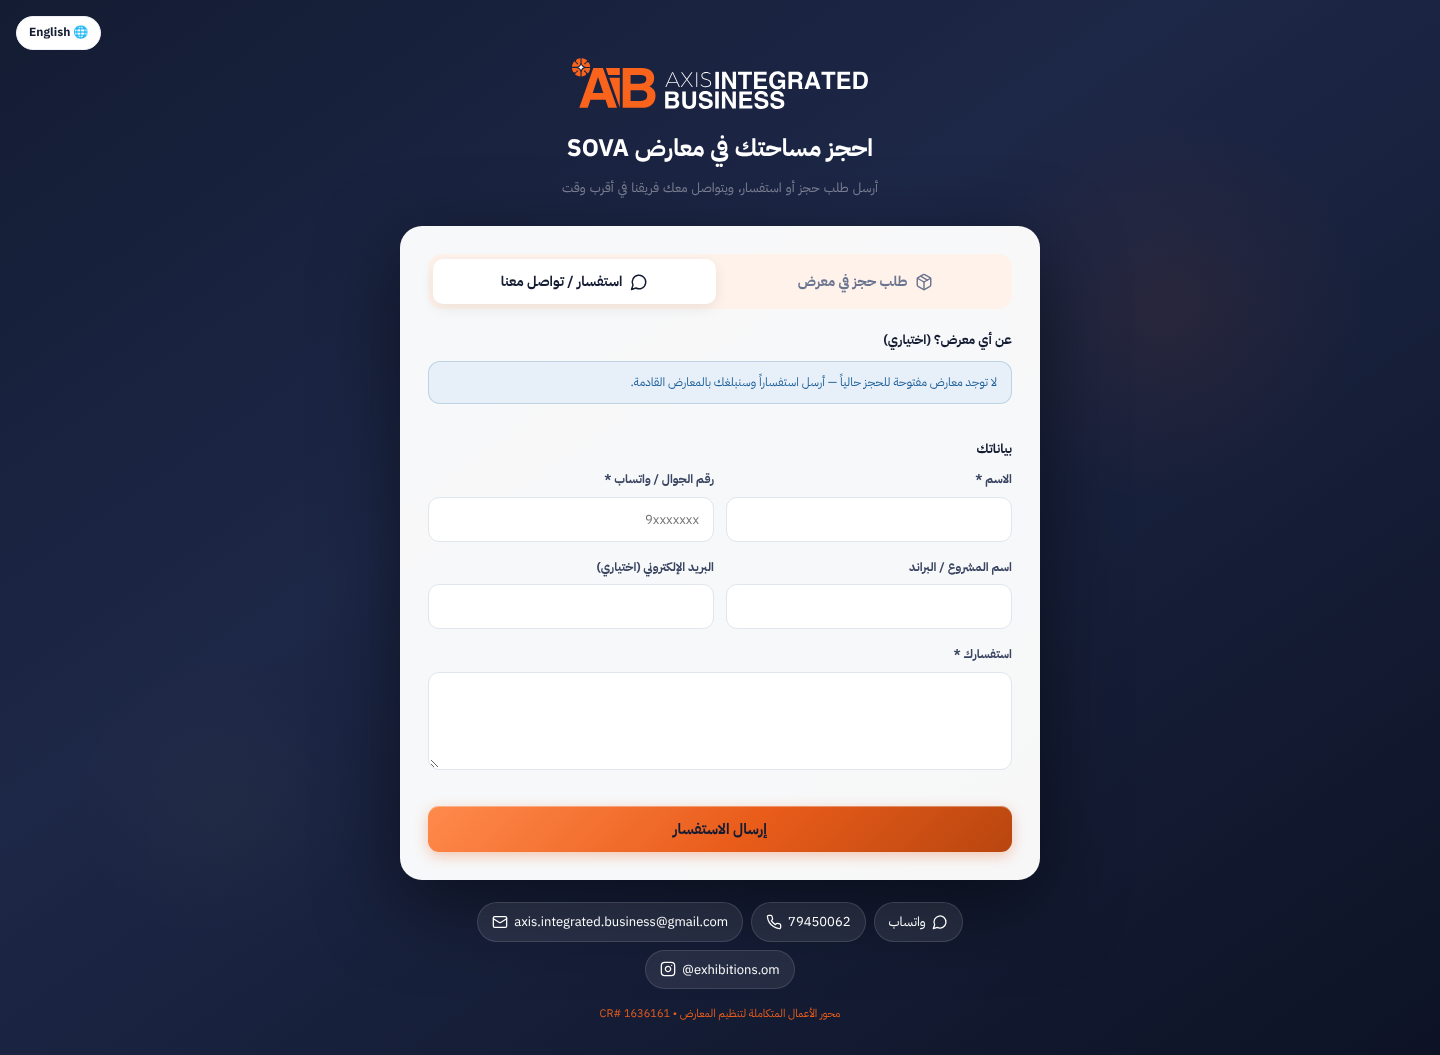 English 🌐
AiB AXIS INTEGRATED
BUSINESS
احجز مساحتك في معارض SOVA
أرسل طلب حجز أو استفسار، ويتواصل معك فريقنا في أقرب وقت
طلب حجز في معرض
استفسار / تواصل معنا
عن أي معرض؟ (اختياري)
لا توجد معارض مفتوحة للحجز حالياً — أرسل استفساراً وسنبلغك بالمعارض القادمة.
بياناتك
الاسم *
رقم الجوال / واتساب *
9xxxxxxx
اسم المشروع / البراند
البريد الإلكتروني (اختياري)
استفسارك *
إرسال الاستفسار
واتساب
79450062
axis.integrated.business@gmail.com
@exhibitions.om
محور الأعمال المتكاملة لتنظيم المعارض • CR# 1636161